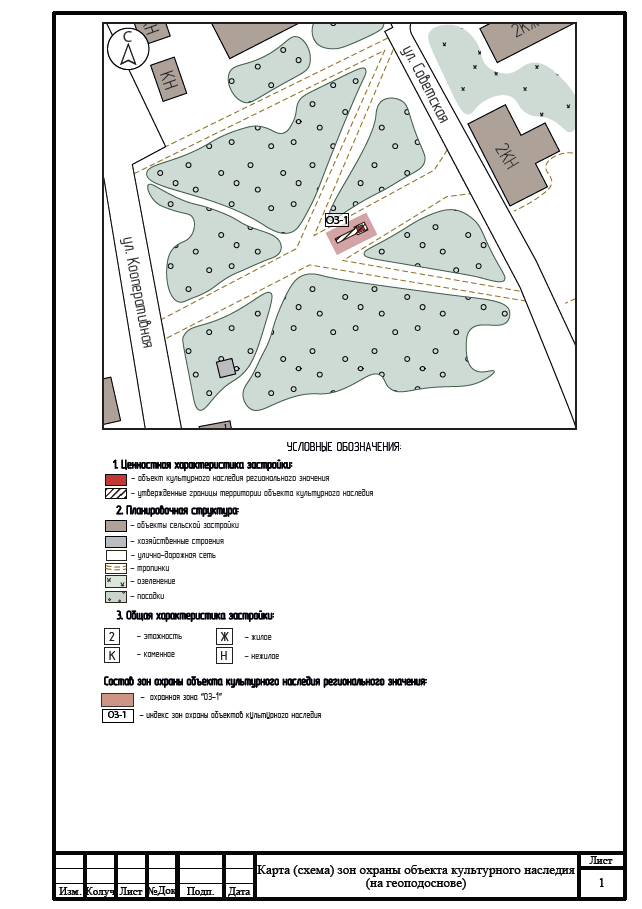 С
КН
КН
2КЖ
ул. Советская
2КН
ОЗ-1
ул. Кооперативная
УСЛОВНЫЕ ОБОЗНАЧЕНИЯ:
1. Ценностная характеристика застройки:
- объект культурного наследия регионального значения
- утвержденные границы территории объекта культурного наследия
2. Планировочная структура:
- объекты сельской застройки
- хозяйственные строения
- улично-дорожная сеть
- тропинки
- озеленение
- посадки
3. Общая характеристика застройки:
2 - этажность Ж - жилое
К - каменное Н - нежилое
Состав зон охраны объекта культурного наследия регионального значения:
- охранная зона "ОЗ-1"
ОЗ-1 - индекс зон охраны объектов культурного наследия
Изм. Колуч Лист №Док Подп. Дата
Карта (схема) зон охраны объекта культурного наследия
(на геоподоснове)
Лист
1